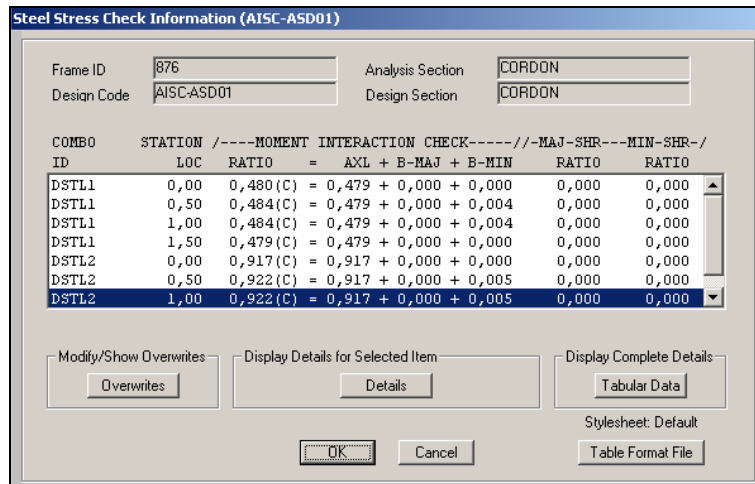 Steel Stress Check Information (AISC-ASD01)
Frame ID 876 Analysis Section CORDON
Design Code AISC-ASD01 Design Section CORDON
COMBO STATION /----MOMENT INTERACTION CHECK-----//-MAJ-SHR---MIN-SHR-/
ID LOC RATIO = AXL + B-MAJ + B-MIN RATIO RATIO
DSTL1 0,00 0,480(C) = 0,479 + 0,000 + 0,000 0,000 0,000
DSTL1 0,50 0,484(C) = 0,479 + 0,000 + 0,004 0,000 0,000
DSTL1 1,00 0,484(C) = 0,479 + 0,000 + 0,004 0,000 0,000
DSTL1 1,50 0,479(C) = 0,479 + 0,000 + 0,000 0,000 0,000
DSTL2 0,00 0,917(C) = 0,917 + 0,000 + 0,000 0,000 0,000
DSTL2 0,50 0,922(C) = 0,917 + 0,000 + 0,005 0,000 0,000
DSTL2 1,00 0,922(C) = 0,917 + 0,000 + 0,005 0,000 0,000
Modify/Show Overwrites Display Details for Selected Item Display Complete Details
Overwrites Details Tabular Data
Stylesheet: Default
OK Cancel Table Format File